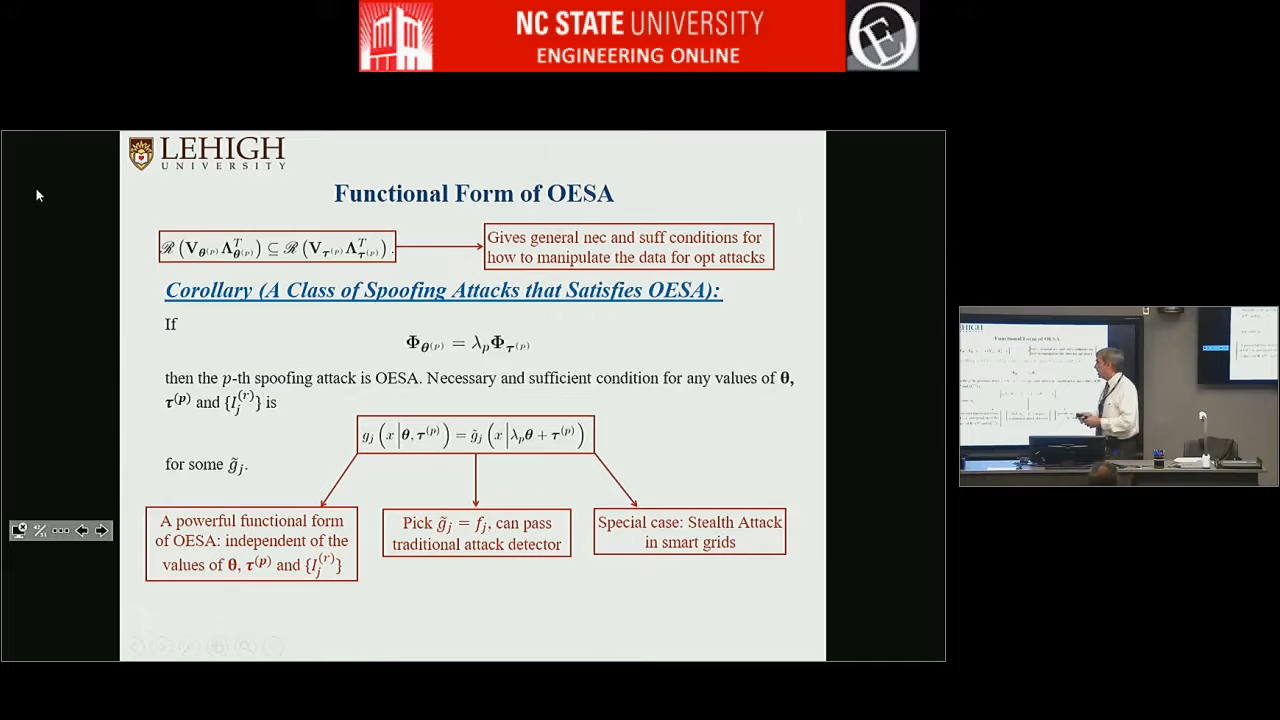 NC STATE UNIVERSITY
ENGINEERING ONLINE
LEHIGH
UNIVERSITY
Functional Form of OESA
ℛ(V_θ^(p) Λ^T_θ^(p)) ⊆ ℛ(V_τ^(p) Λ^T_τ^(p)).
Gives general nec and suff conditions for
how to manipulate the data for opt attacks
Corollary (A Class of Spoofing Attacks that Satisfies OESA):
If
Φ_θ^(p) = λ_p Φ_τ^(p)
then the p-th spoofing attack is OESA. Necessary and sufficient condition for any values of θ,
τ^(p) and {I_j^(r)} is
g_j (x | θ, τ^(p)) = g̃_j (x | λ_p θ + τ^(p))
for some g̃_j.
A powerful functional form
of OESA: independent of the
values of θ, τ^(p) and {I_j^(r)}
Pick g̃_j = f_j, can pass
traditional attack detector
Special case: Stealth Attack
in smart grids